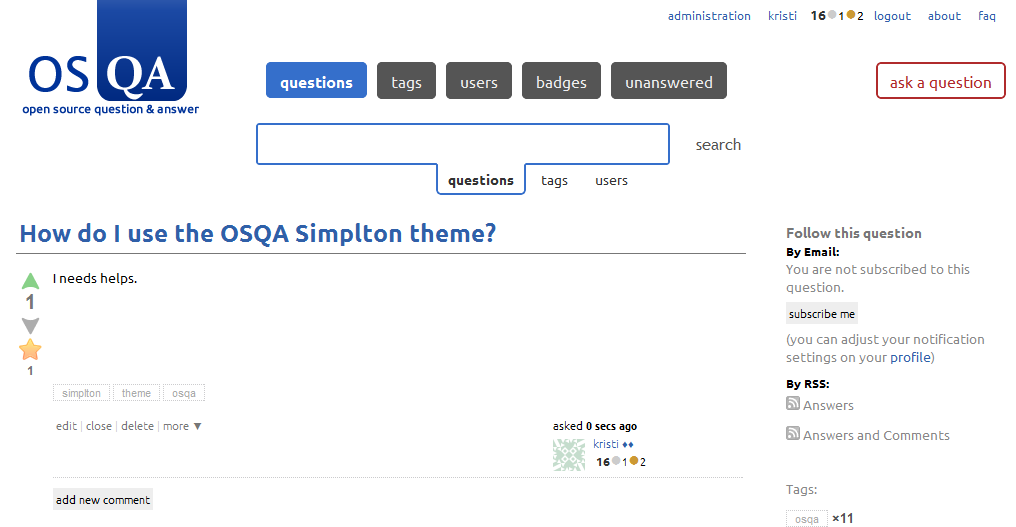 administration kristi 16 1 2 logout about faq
OS QA
open source question & answer
questions tags users badges unanswered
ask a question
search
questions tags users
How do I use the OSQA Simplton theme?
I needs helps.
1
1
simplton theme osqa
edit | close | delete | more ▼
asked 0 secs ago
kristi ♦♦
16 1 2
add new comment
Follow this question
By Email:
You are not subscribed to this
question.
subscribe me
(you can adjust your notification
settings on your profile)
By RSS:
Answers
Answers and Comments
Tags:
osqa ×11